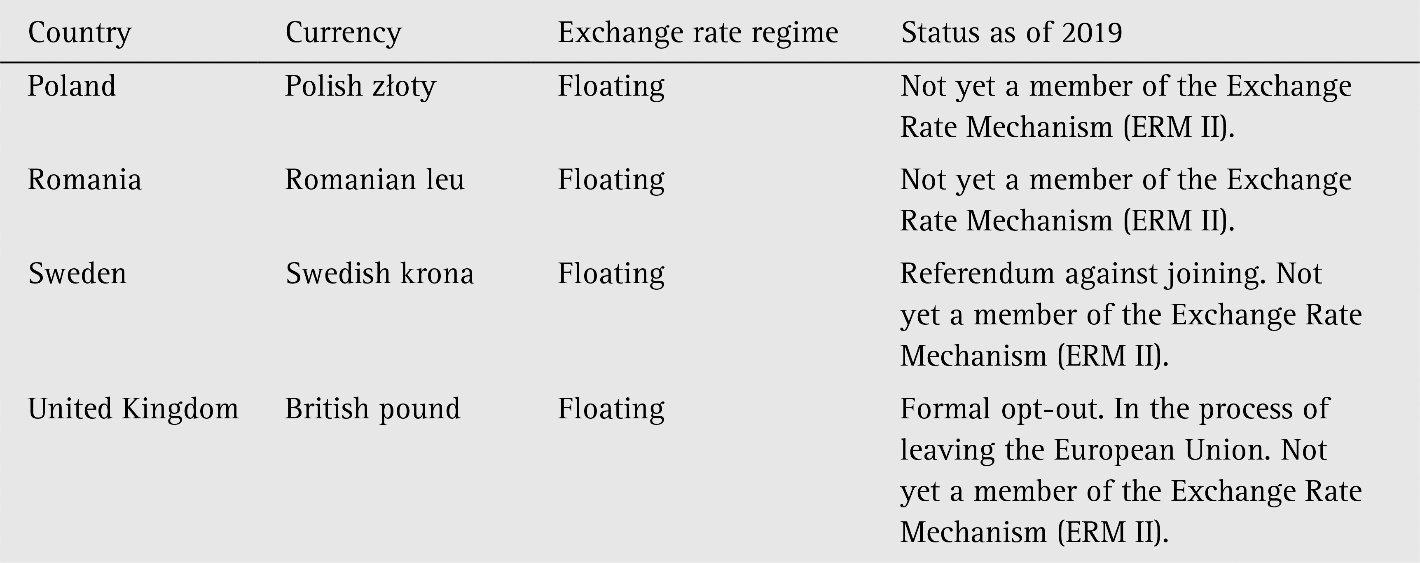 Country Currency Exchange rate regime Status as of 2019
Poland Polish złoty Floating Not yet a member of the Exchange
Rate Mechanism (ERM II).
Romania Romanian leu Floating Not yet a member of the Exchange
Rate Mechanism (ERM II).
Sweden Swedish krona Floating Referendum against joining. Not
yet a member of the Exchange Rate
Mechanism (ERM II).
United Kingdom British pound Floating Formal opt-out. In the process of
leaving the European Union. Not
yet a member of the Exchange Rate
Mechanism (ERM II).